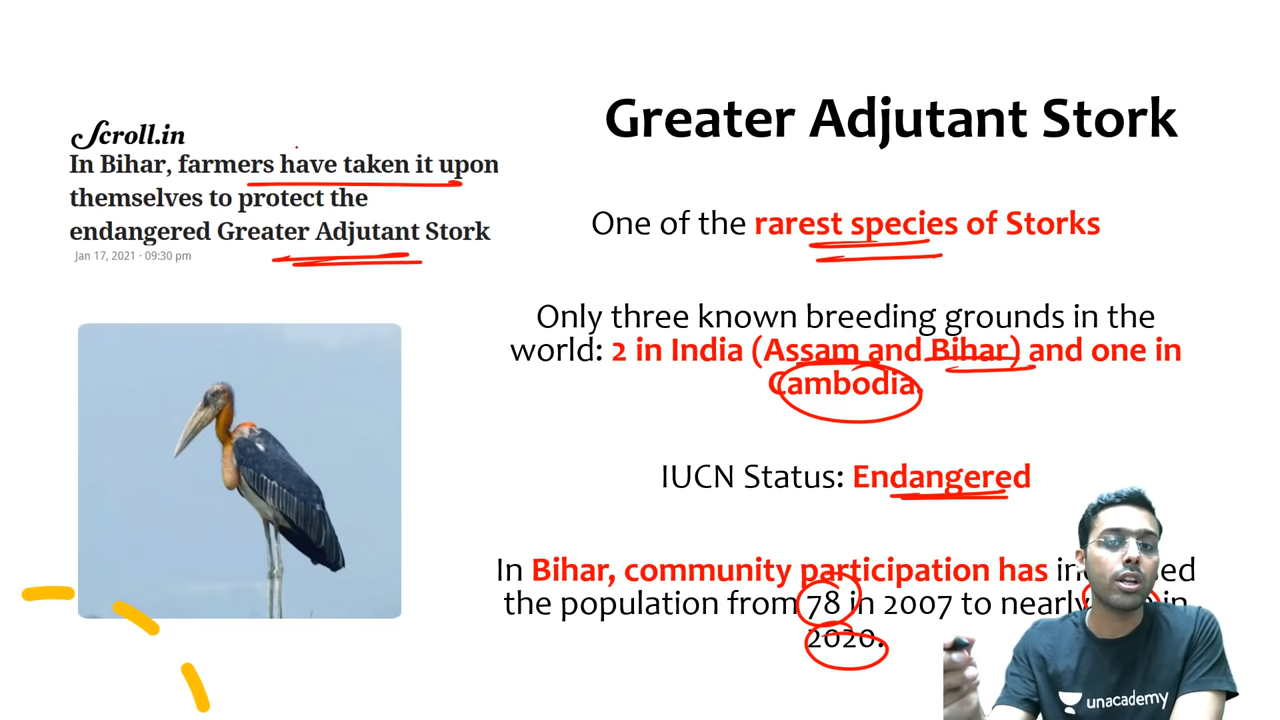 Scroll.in
In Bihar, farmers have taken it upon
themselves to protect the
endangered Greater Adjutant Stork
Jan 17, 2021 · 09:30 pm
Greater Adjutant Stork
One of the rarest species of Storks
Only three known breeding grounds in the
world: 2 in India (Assam and Bihar) and one in
Cambodia.
IUCN Status: Endangered
In Bihar, community participation has
the population from 78 in 2007 to nearly in
2020.
unacademy